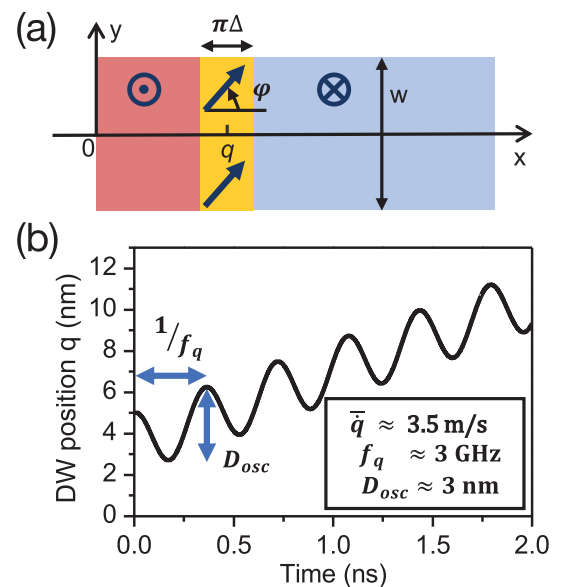 (a)
y
πΔ
φ
w
0
q
x
(b)
DW position q (nm)
12
10
8
6
4
2
0
1/f_q
D_osc
q̇̅ ≈ 3.5 m/s
f_q ≈ 3 GHz
D_osc ≈ 3 nm
0.0 0.5 1.0 1.5 2.0
Time (ns)